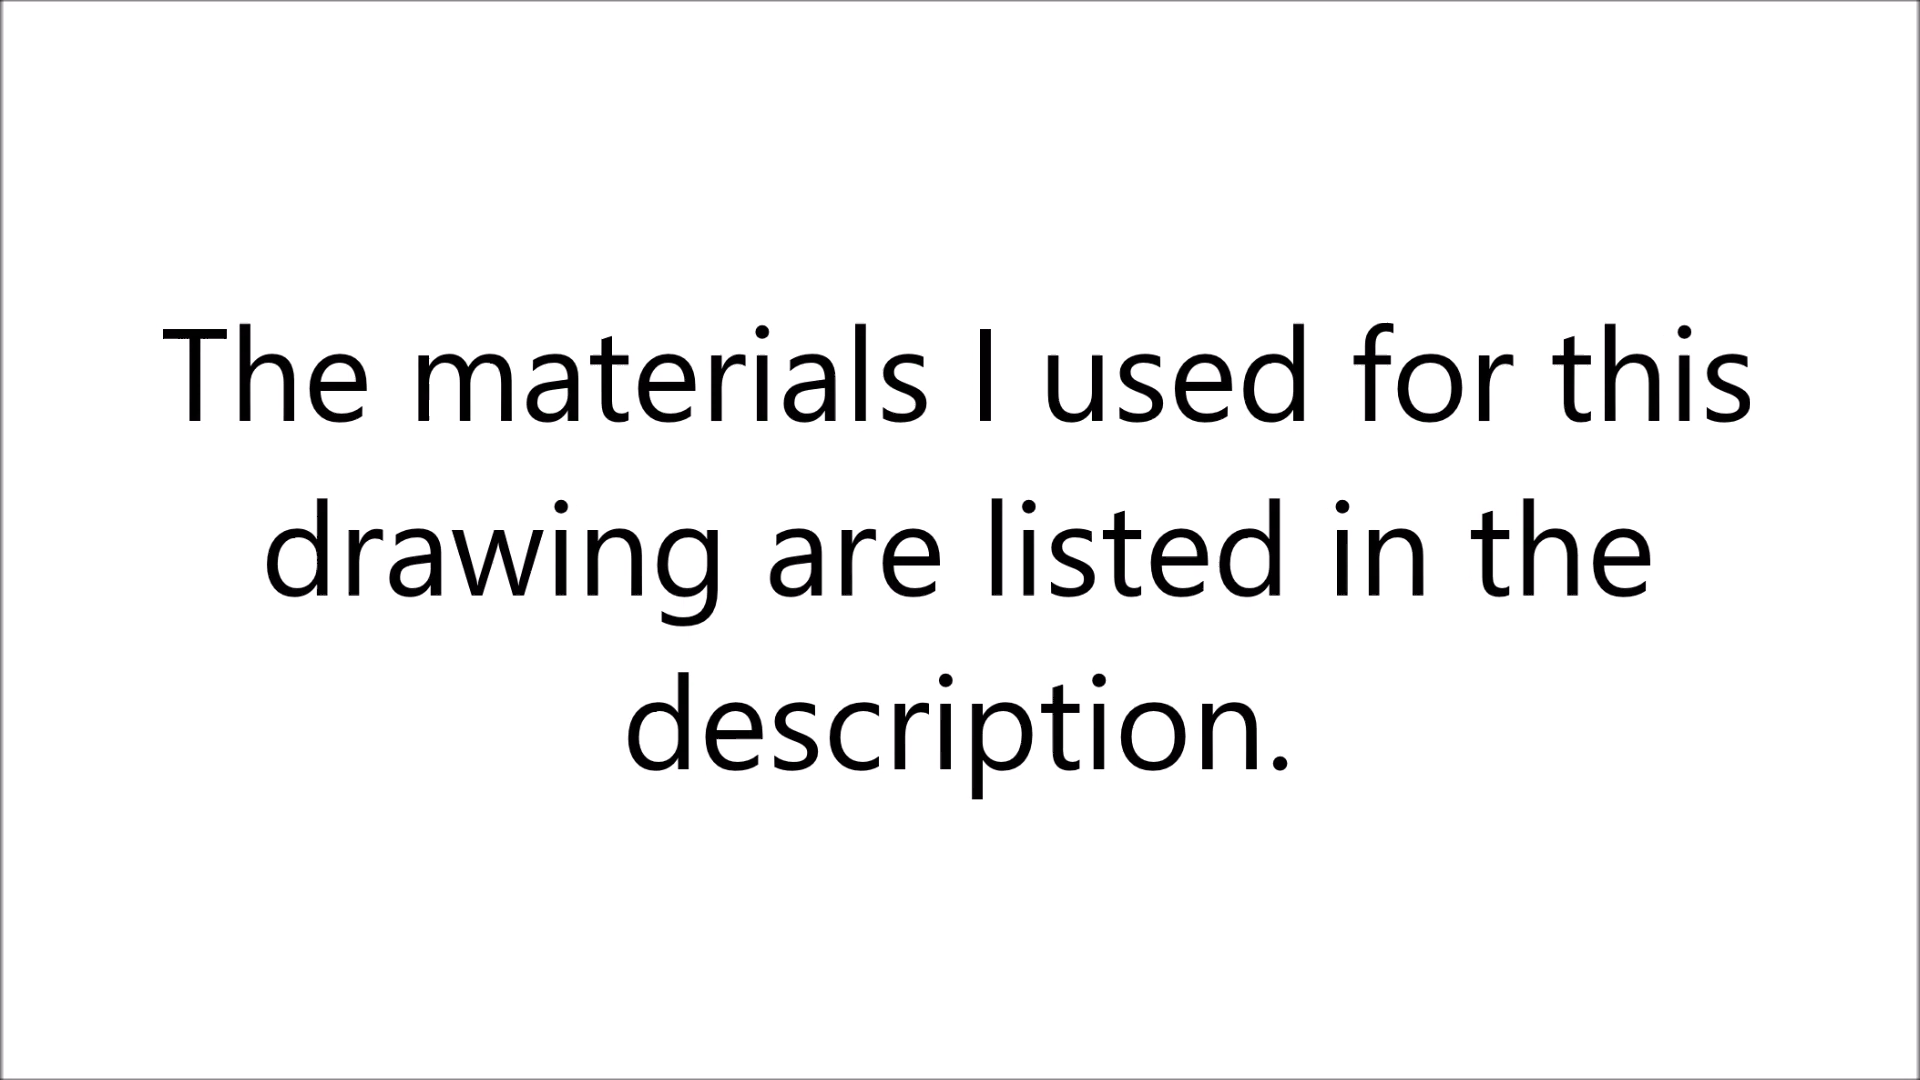 The materials I used for this
drawing are listed in the
description.